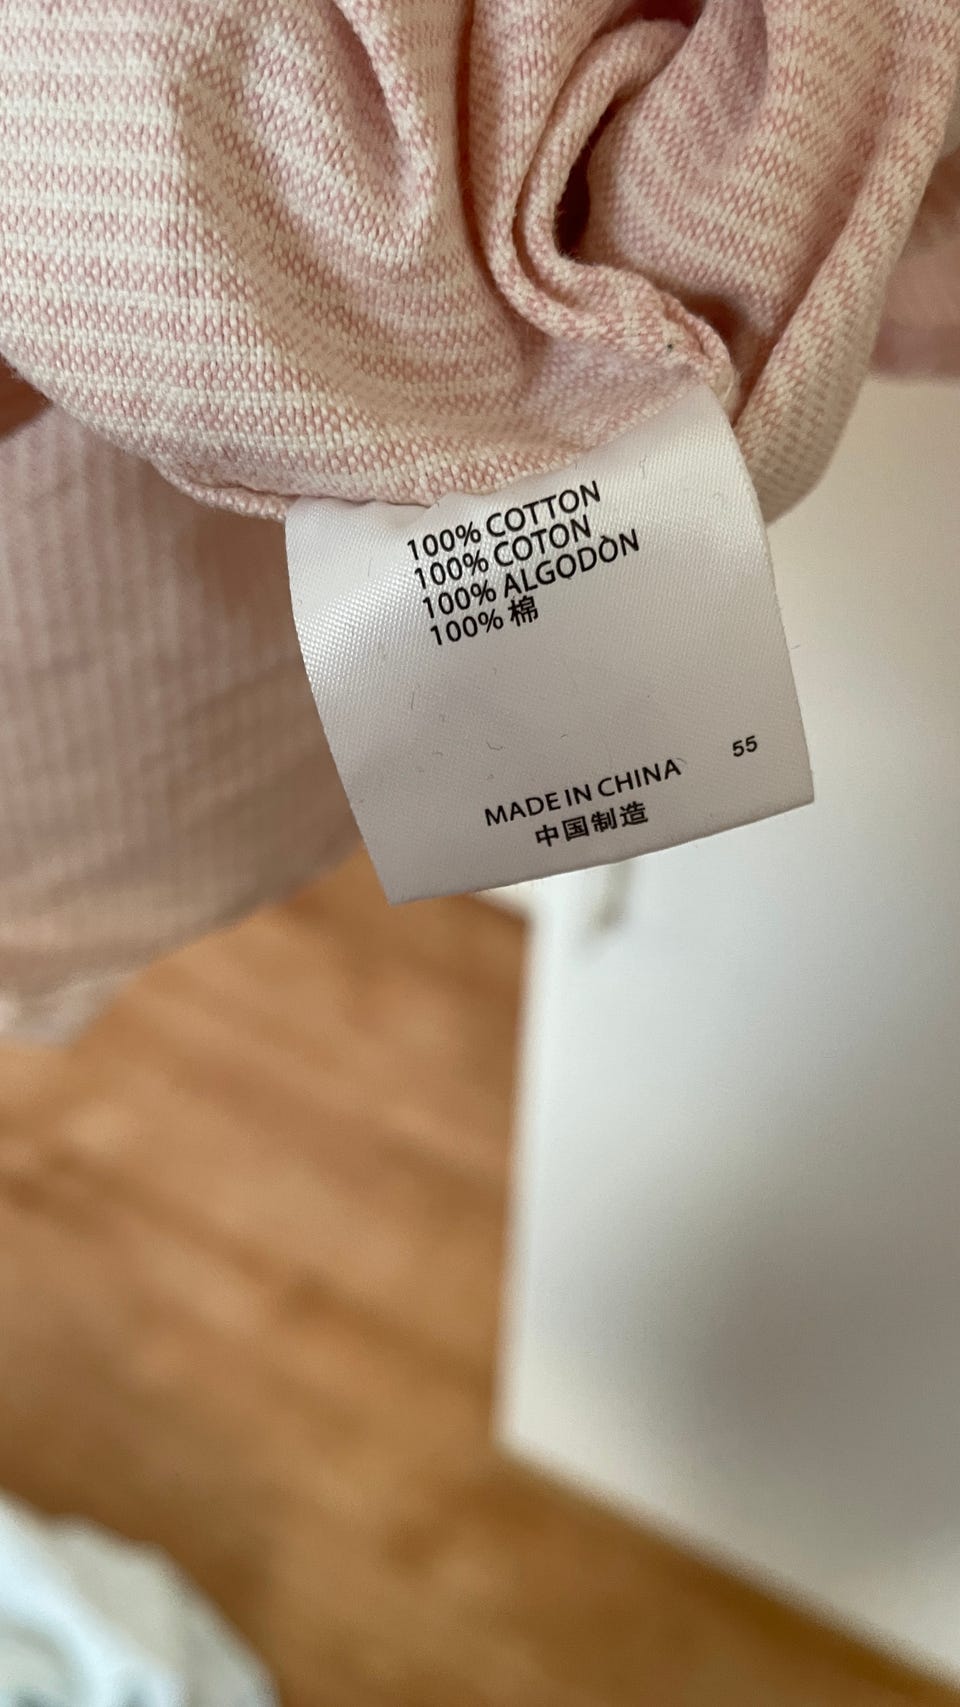 100% COTTON
100% COTON
100% ALGODÒN
100% 棉
55
MADE IN CHINA
中国制造